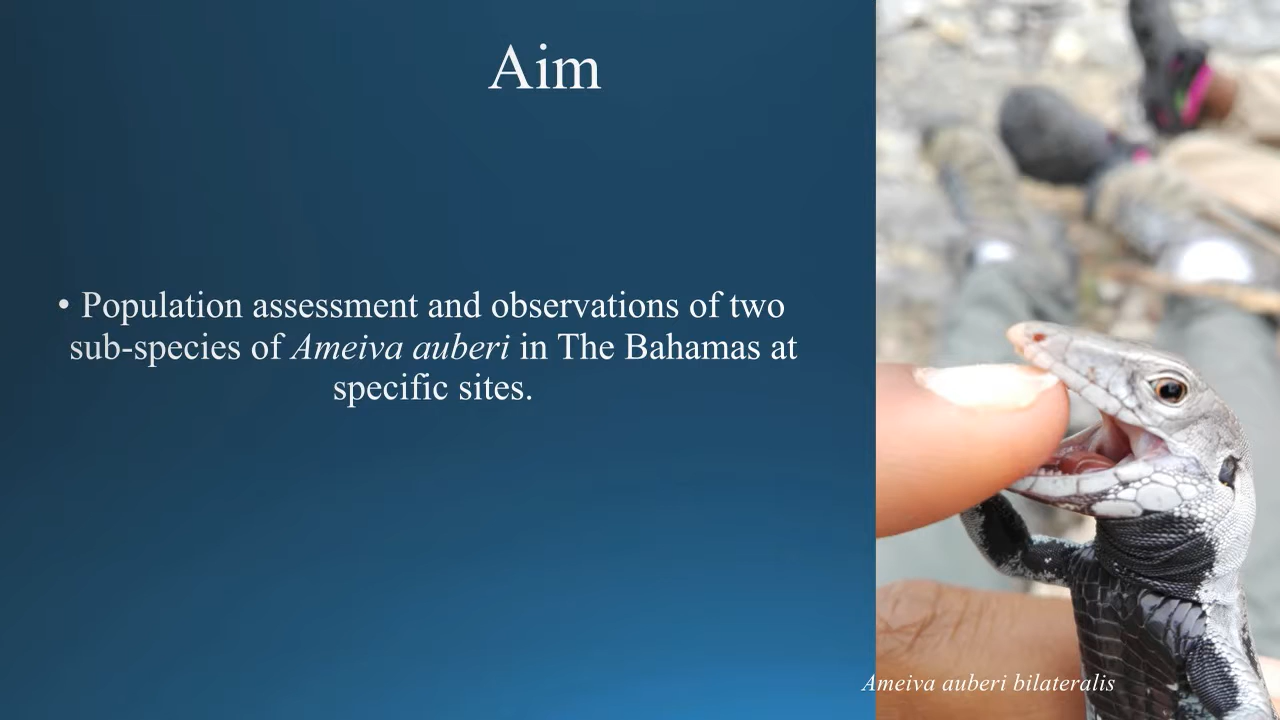 Aim
• Population assessment and observations of two
sub-species of Ameiva auberi in The Bahamas at
specific sites.
Ameiva auberi bilateralis